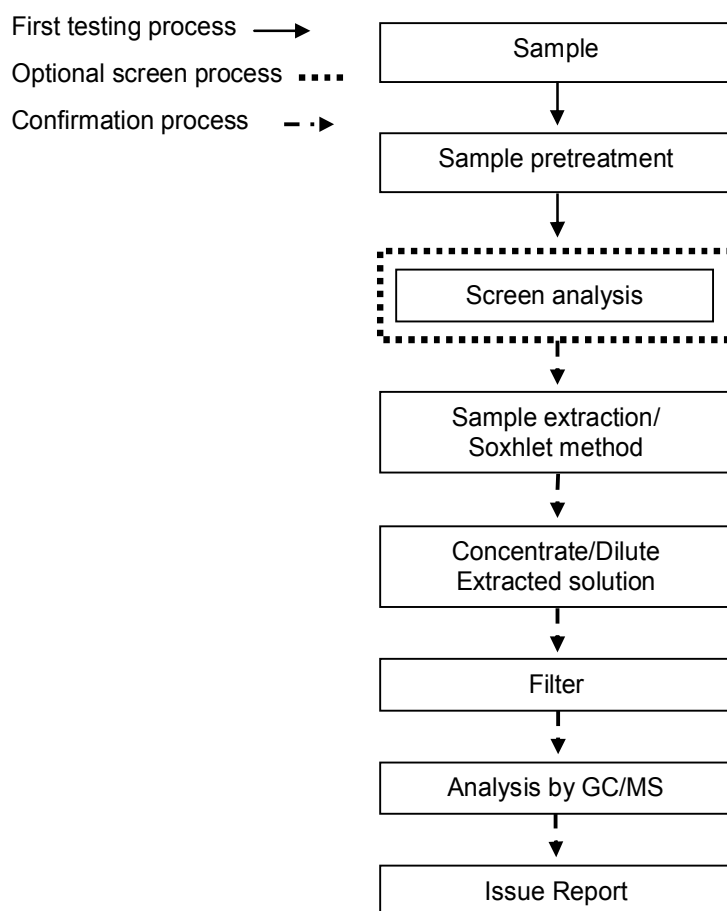 First testing process
Optional screen process
Confirmation process
Sample
Sample pretreatment
Screen analysis
Sample extraction/
Soxhlet method
Concentrate/Dilute
Extracted solution
Filter
Analysis by GC/MS
Issue Report